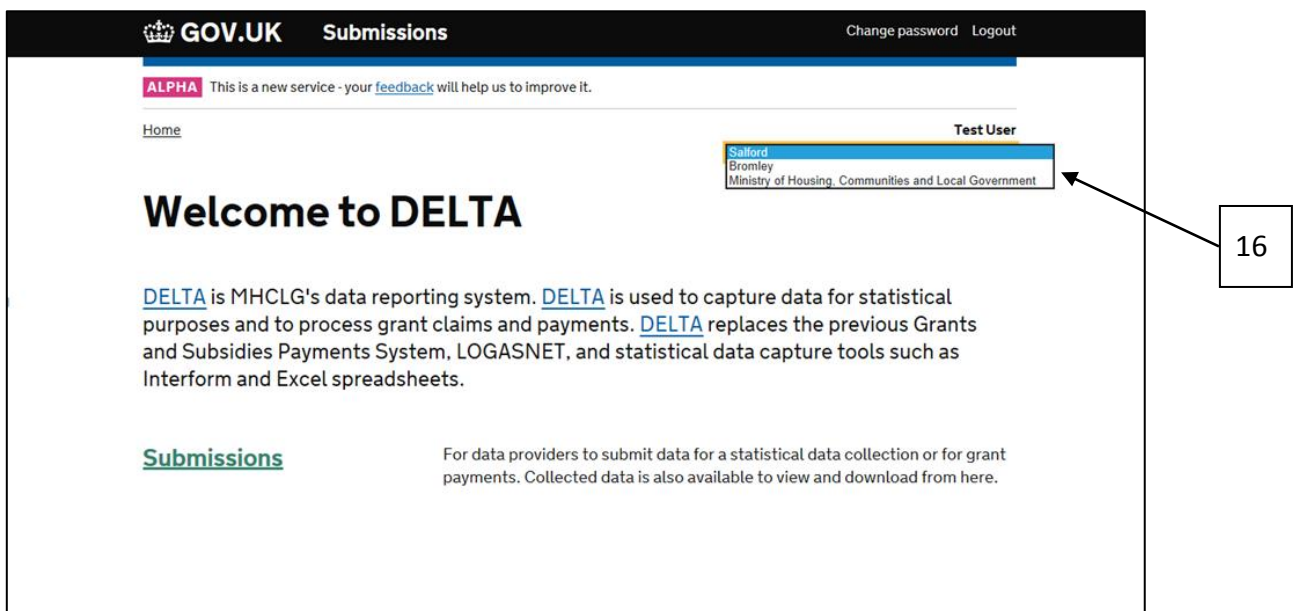 GOV.UK Submissions Change password Logout
ALPHA This is a new service - your feedback will help us to improve it.
Home Test User
Salford
Bromley
Ministry of Housing, Communities and Local Government
Welcome to DELTA
16
DELTA is MHCLG's data reporting system. DELTA is used to capture data for statistical
purposes and to process grant claims and payments. DELTA replaces the previous Grants
and Subsidies Payments System, LOGASNET, and statistical data capture tools such as
Interform and Excel spreadsheets.
Submissions For data providers to submit data for a statistical data collection or for grant
payments. Collected data is also available to view and download from here.